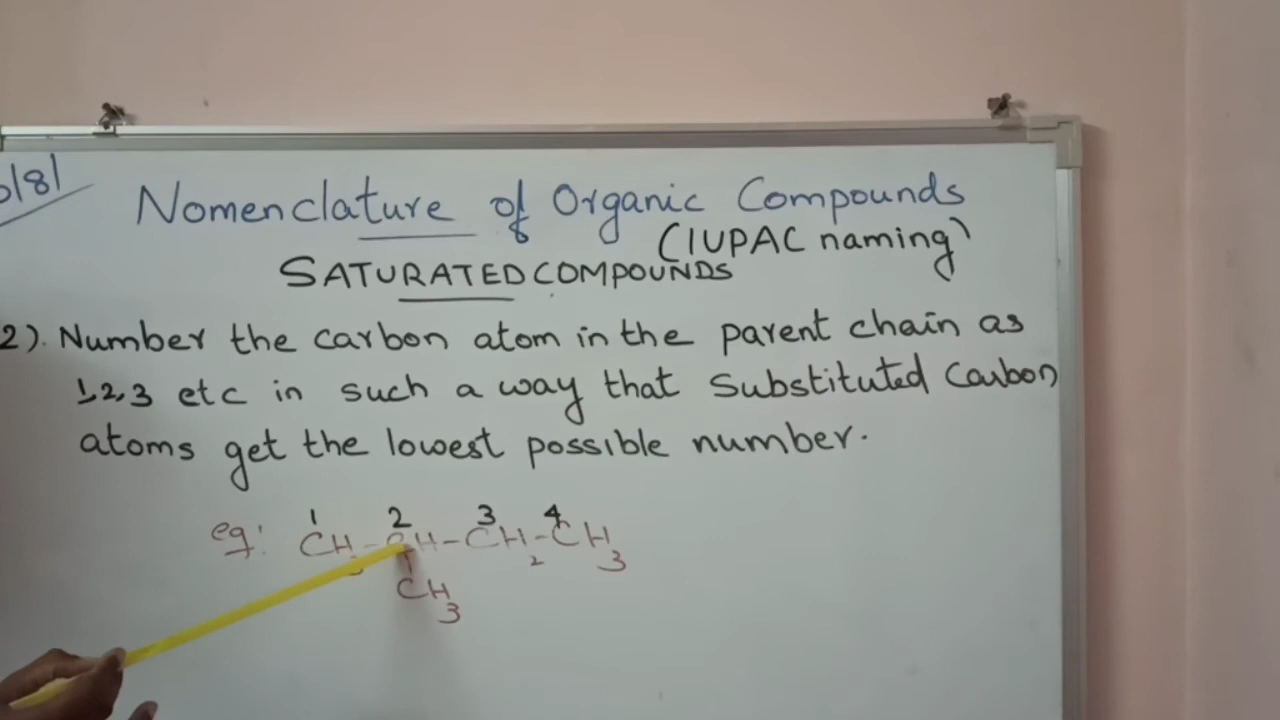 Nomenclature of Organic Compounds
(IUPAC naming)
SATURATED COMPOUNDS
2). Number the carbon atom in the parent chain as
1,2,3 etc in such a way that Substituted Carbon
atoms get the lowest possible number.
1 2 3 4
eg: CH3-CH-CH2-CH3
CH3